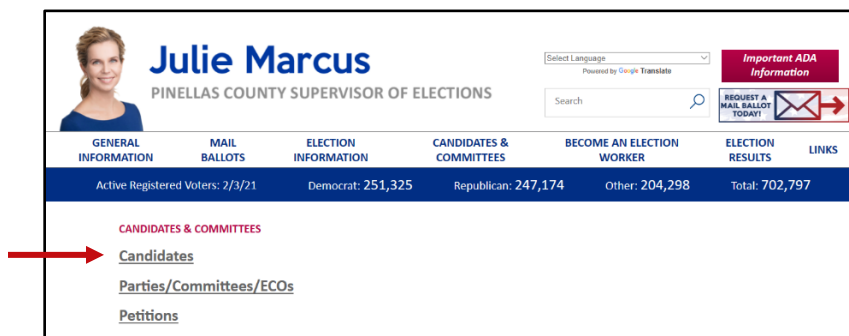 Julie Marcus
PINELLAS COUNTY SUPERVISOR OF ELECTIONS
Select Language
Powered by Google Translate
Important ADA
Information
Search
REQUEST A
MAIL BALLOT
TODAY!
GENERAL
INFORMATION
MAIL
BALLOTS
ELECTION
INFORMATION
CANDIDATES &
COMMITTEES
BECOME AN ELECTION
WORKER
ELECTION
RESULTS
LINKS
Active Registered Voters: 2/3/21 Democrat: 251,325 Republican: 247,174 Other: 204,298 Total: 702,797
CANDIDATES & COMMITTEES
Candidates
Parties/Committees/ECOs
Petitions